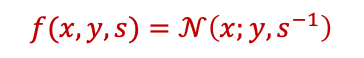 f(x, y, s) = 𝒩(x; y, s⁻¹)